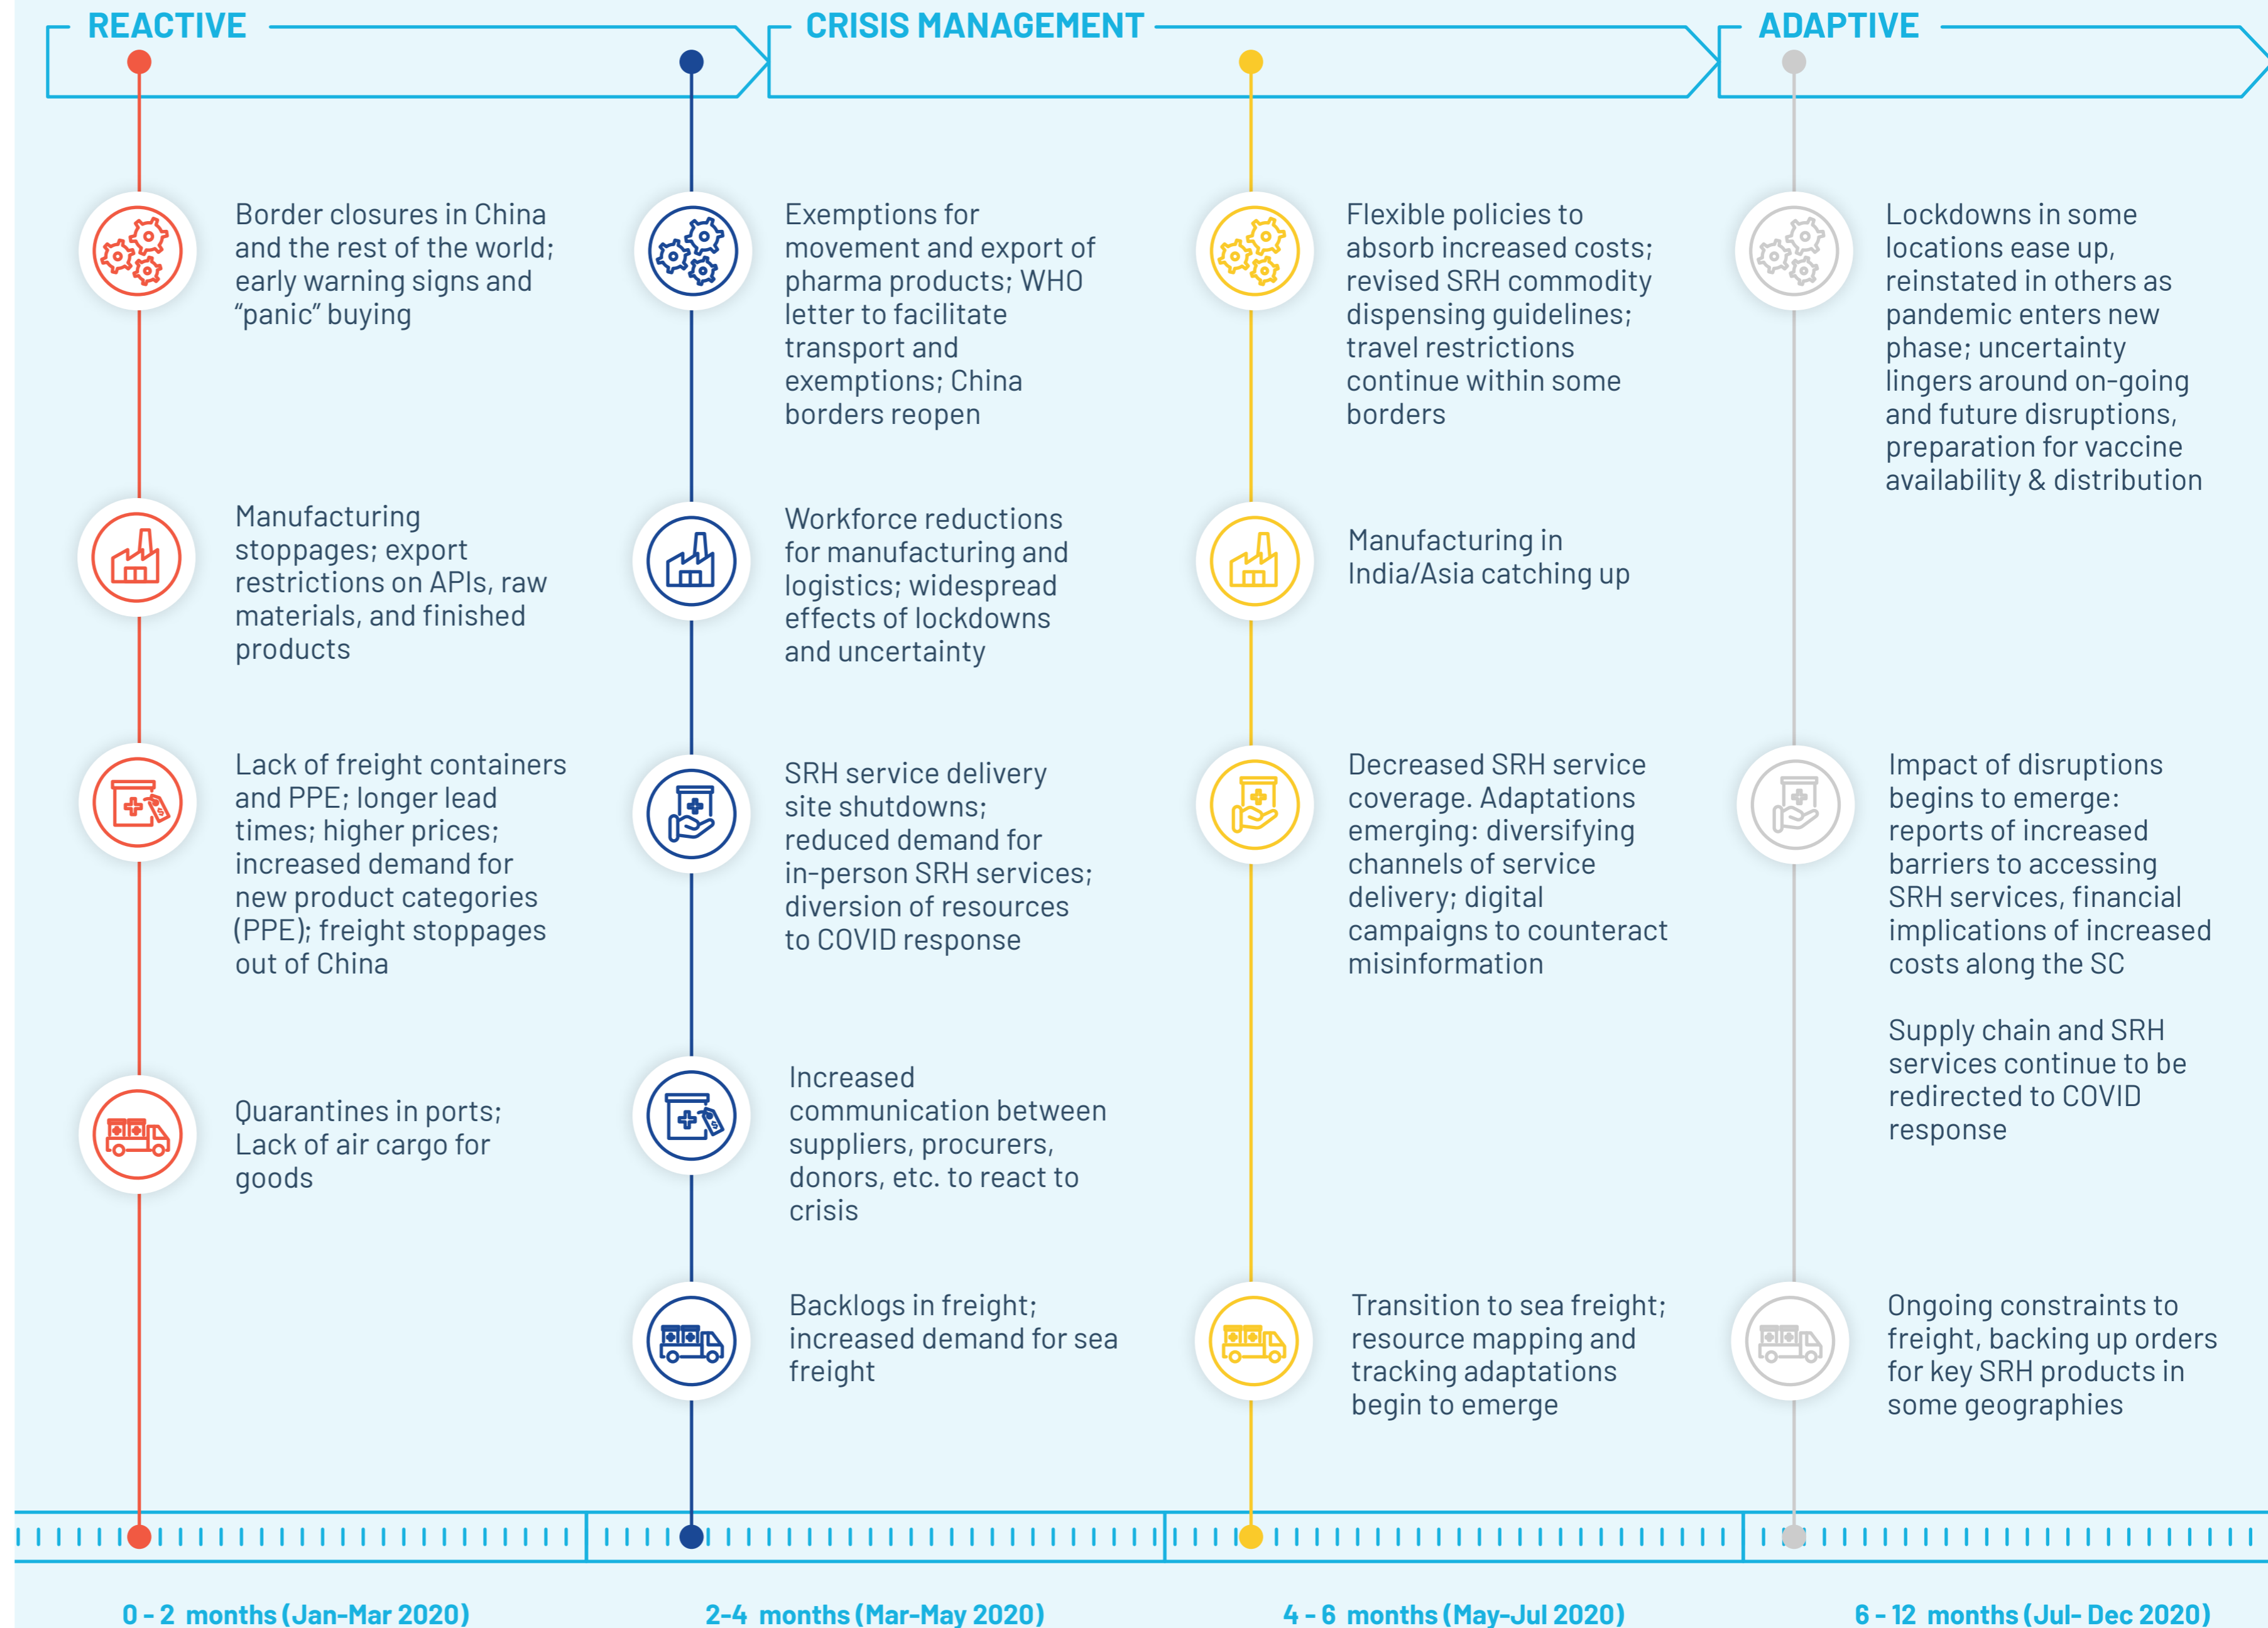 REACTIVE
CRISIS MANAGEMENT
ADAPTIVE
Border closures in China
and the rest of the world;
early warning signs and
“panic” buying
Manufacturing
stoppages; export
restrictions on APIs, raw
materials, and finished
products
Lack of freight containers
and PPE; longer lead
times; higher prices;
increased demand for
new product categories
(PPE); freight stoppages
out of China
Quarantines in ports;
Lack of air cargo for
goods
Exemptions for
movement and export of
pharma products; WHO
letter to facilitate
transport and
exemptions; China
borders reopen
Workforce reductions
for manufacturing and
logistics; widespread
effects of lockdowns
and uncertainty
SRH service delivery
site shutdowns;
reduced demand for
in-person SRH services;
diversion of resources
to COVID response
Increased
communication between
suppliers, procurers,
donors, etc. to react to
crisis
Backlogs in freight;
increased demand for sea
freight
Flexible policies to
absorb increased costs;
revised SRH commodity
dispensing guidelines;
travel restrictions
continue within some
borders
Manufacturing in
India/Asia catching up
Decreased SRH service
coverage. Adaptations
emerging: diversifying
channels of service
delivery; digital
campaigns to counteract
misinformation
Transition to sea freight;
resource mapping and
tracking adaptations
begin to emerge
Lockdowns in some
locations ease up,
reinstated in others as
pandemic enters new
phase; uncertainty
lingers around on-going
and future disruptions,
preparation for vaccine
availability & distribution
Impact of disruptions
begins to emerge:
reports of increased
barriers to accessing
SRH services, financial
implications of increased
costs along the SC
Supply chain and SRH
services continue to be
redirected to COVID
response
Ongoing constraints to
freight, backing up orders
for key SRH products in
some geographies
0 - 2 months (Jan-Mar 2020)
2-4 months (Mar-May 2020)
4 - 6 months (May-Jul 2020)
6 - 12 months (Jul- Dec 2020)